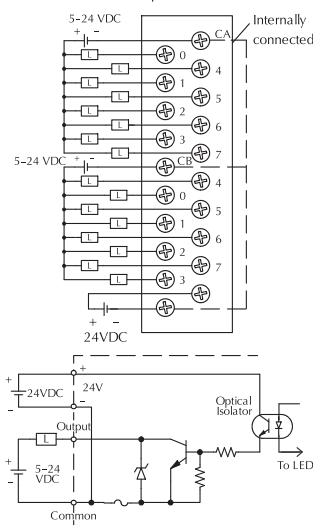 5-24 VDC
+ -
CA
Internally
connected
L
0
L
4
L
1
L
5
L
2
L
6
L
3
L
7
5-24 VDC + -
CB
L
4
L
0
L
5
L
1
L
6
L
2
L
7
L
3
+ -
24VDC
+
24VDC
-
+
24V
-
Optical
Isolator
Output
L
+
5-24
VDC
-
To LED
Common